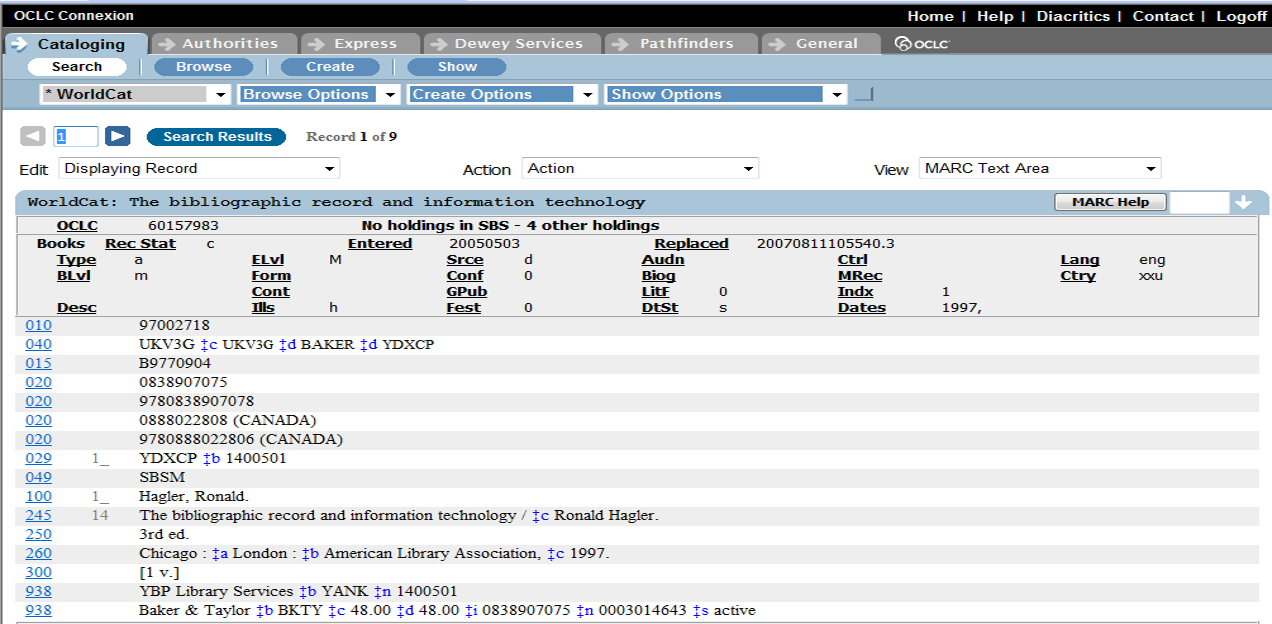 OCLC Connexion Home | Help | Diacritics | Contact | Logoff
Cataloging Authorities Express Dewey Services Pathfinders General OCLC
Search Browse Create Show
* WorldCat Browse Options Create Options Show Options
1 Search Results Record 1 of 9
Edit Displaying Record Action Action View MARC Text Area
WorldCat: The bibliographic record and information technology MARC Help
OCLC 60157983 No holdings in SBS - 4 other holdings
Books Rec Stat c Entered 20050503 Replaced 20070811105540.3
Type a ELvl M Srce d Audn Ctrl Lang eng
BLvl m Form Conf 0 Biog MRec Ctry xxu
Cont GPub LitF 0 Indx 1
Desc Ills h Fest 0 DtSt s Dates 1997,
010 97002718
040 UKV3G ‡c UKV3G ‡d BAKER ‡d YDXCP
015 B9770904
020 0838907075
020 9780838907078
020 0888022808 (CANADA)
020 9780888022806 (CANADA)
029 1_ YDXCP ‡b 1400501
049 SBSM
100 1_ Hagler, Ronald.
245 14 The bibliographic record and information technology / ‡c Ronald Hagler.
250 3rd ed.
260 Chicago : ‡a London : ‡b American Library Association, ‡c 1997.
300 [1 v.]
938 YBP Library Services ‡b YANK ‡n 1400501
938 Baker & Taylor ‡b BKTY ‡c 48.00 ‡d 48.00 ‡i 0838907075 ‡n 0003014643 ‡s active